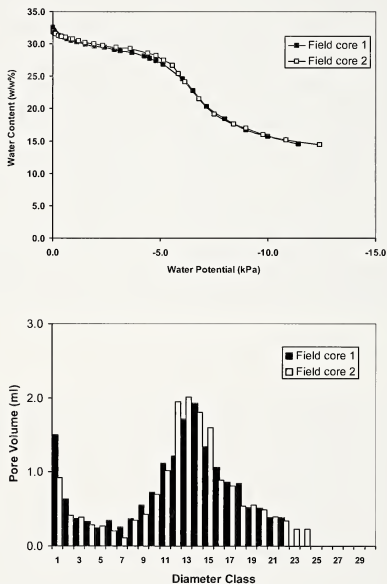 35.0
30.0
25.0
20.0
15.0
10.0
5.0
0.0
Water Content (w/w%)
Field core 1
Field core 2
0.0 -5.0 -10.0 -15.0
Water Potential (kPa)
3.0
2.0
1.0
0.0
Pore Volume (ml)
Field core 1
Field core 2
1 3 5 7 9 11 13 15 17 19 21 23 25 27 29
Diameter Class